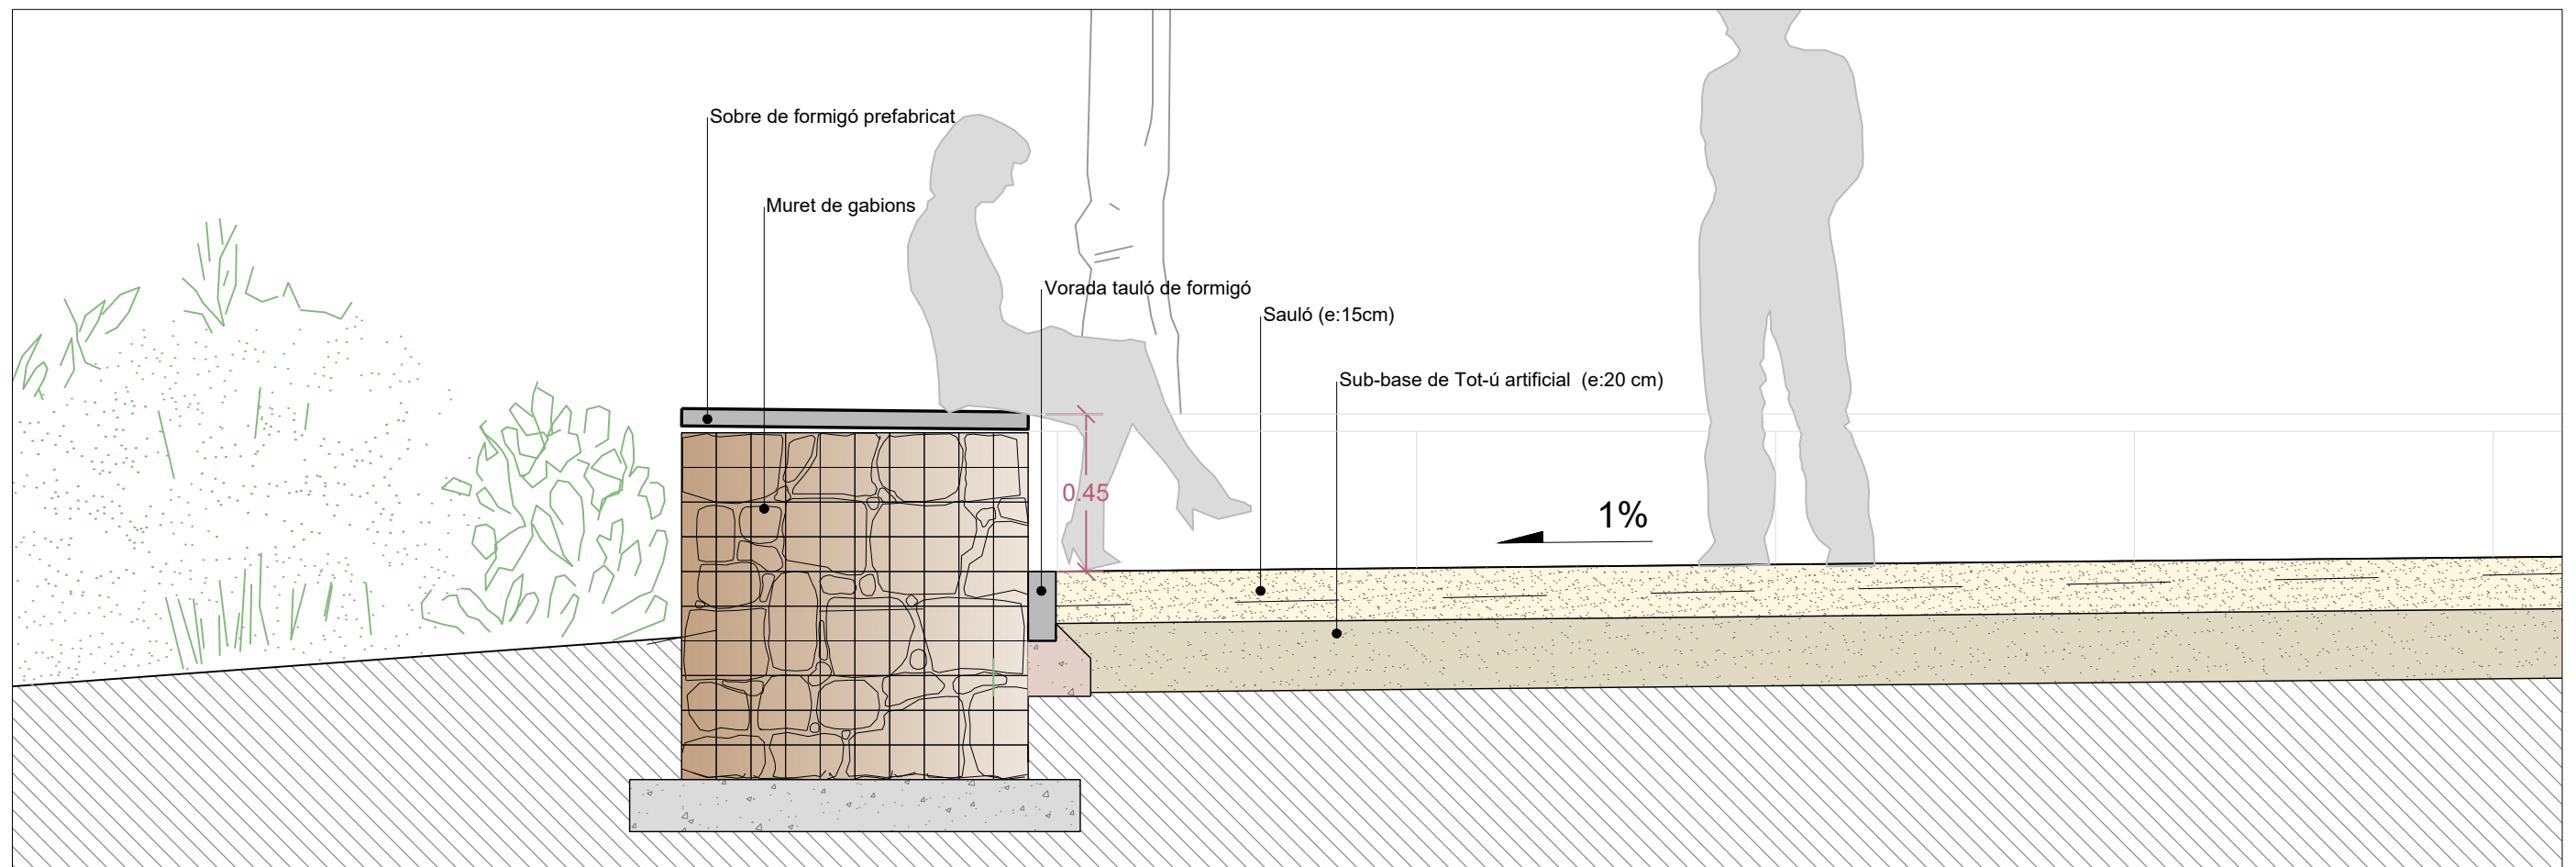 Sobre de formigó prefabricat
Muret de gabions
Vorada tauló de formigó
Sauló (e:15cm)
Sub-base de Tot-ú artificial (e:20 cm)
0.45
1%